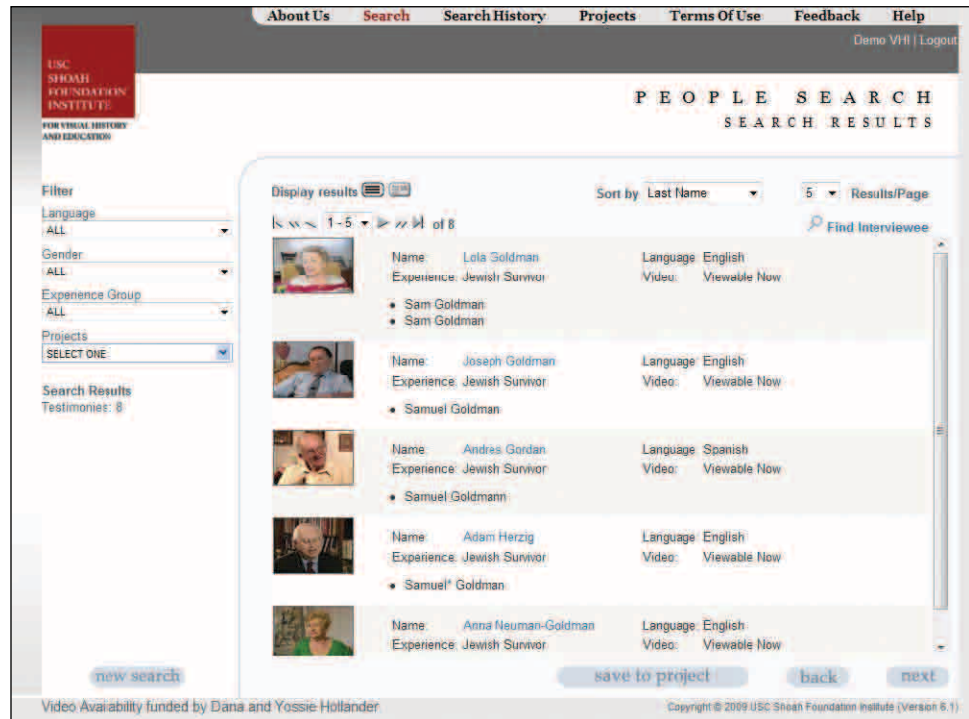 About Us Search Search History Projects Terms Of Use Feedback Help
Demo VHI | Logout
USC
SHOAH
FOUNDATION
INSTITUTE
FOR VISUAL HISTORY
AND EDUCATION
PEOPLE SEARCH
SEARCH RESULTS
Filter
Language
ALL
Gender
ALL
Experience Group
ALL
Projects
SELECT ONE
Search Results
Testimonies: 8
Display results
Sort by Last Name 5 Results/Page
1-5 of 8
Find Interviewee
Name: Lola Goldman Language: English
Experience: Jewish Survivor Video: Viewable Now
• Sam Goldman
• Sam Goldman
Name: Joseph Goldman Language: English
Experience: Jewish Survivor Video: Viewable Now
• Samuel Goldman
Name: Andres Gordan Language: Spanish
Experience: Jewish Survivor Video: Viewable Now
• Samuel Goldmann
Name: Adam Herzig Language: English
Experience: Jewish Survivor Video: Viewable Now
• Samuel* Goldman
Name: Anna Neuman-Goldman Language: English
Experience: Jewish Survivor Video: Viewable Now
new search
save to project back next
Video Availability funded by Dana and Yossie Hollander
Copyright © 2009 USC Shoah Foundation Institute (Version 6.1)